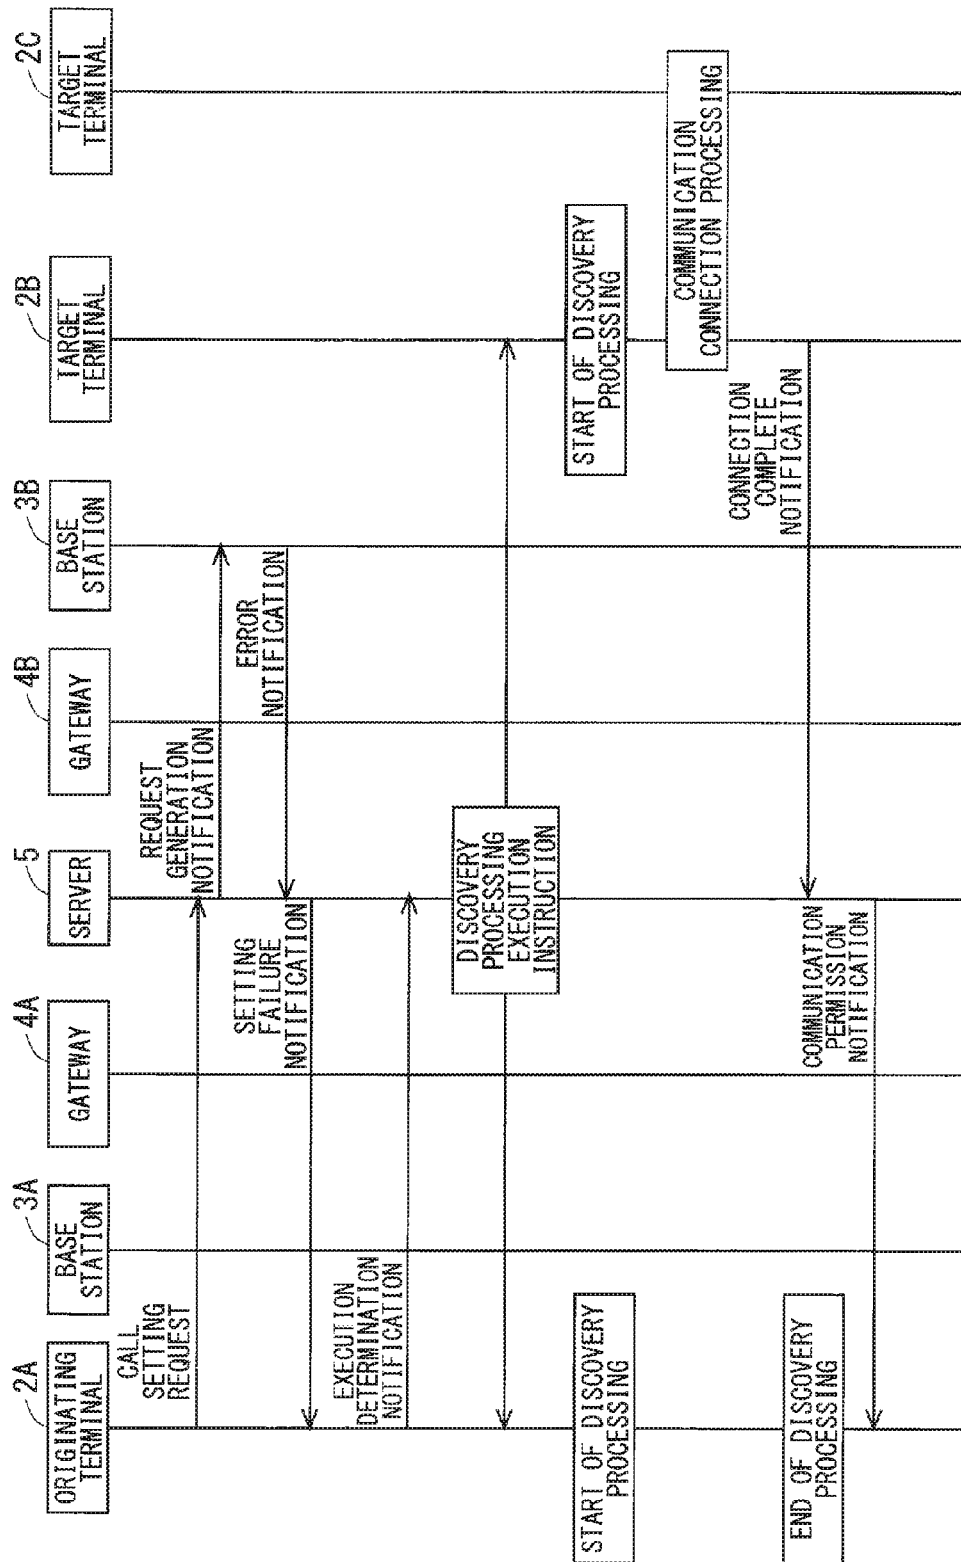 2A
ORIGINATING
TERMINAL
3A
BASE
STATION
4A
GATEWAY
5
SERVER
4B
GATEWAY
3B
BASE
STATION
2B
TARGET
TERMINAL
2C
TARGET
TERMINAL
CALL
SETTING
REQUEST
REQUEST
GENERATION
NOTIFICATION
ERROR
NOTIFICATION
SETTING
FAILURE
NOTIFICATION
EXECUTION
DETERMINATION
NOTIFICATION
DISCOVERY
PROCESSING
EXECUTION
INSTRUCTION
START OF DISCOVERY
PROCESSING
START OF DISCOVERY
PROCESSING
COMMUNICATION
CONNECTION PROCESSING
CONNECTION
COMPLETE
NOTIFICATION
END OF DISCOVERY
PROCESSING
COMMUNICATION
PERMISSION
NOTIFICATION